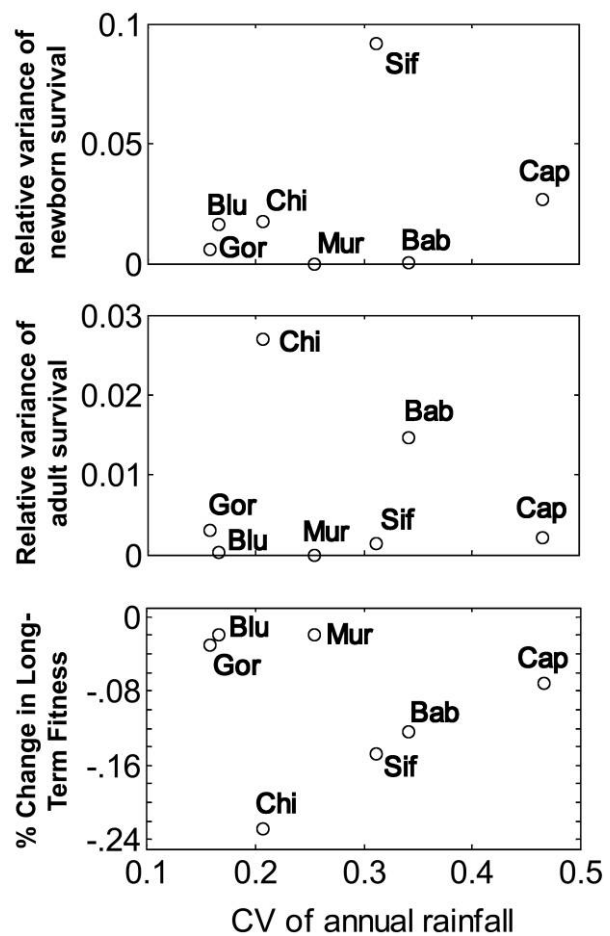 Relative variance of
newborn survival
0.1
0.05
0
Sif
Cap
Blu
Chi
Gor
Mur
Bab
Relative variance of
adult survival
0.03
0.02
0.01
0
Chi
Bab
Gor
Blu
Mur
Sif
Cap
% Change in Long-
Term Fitness
0
-.08
-.16
-.24
Blu
Gor
Mur
Cap
Bab
Sif
Chi
0.1 0.2 0.3 0.4 0.5
CV of annual rainfall